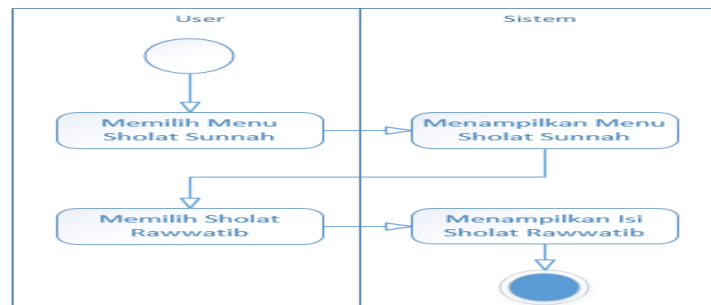 User
Sistem
Memilih Menu
Sholat Sunnah
Menampilkan Menu
Sholat Sunnah
Memilih Sholat
Rawwatib
Menampilkan Isi
Sholat Rawwatib